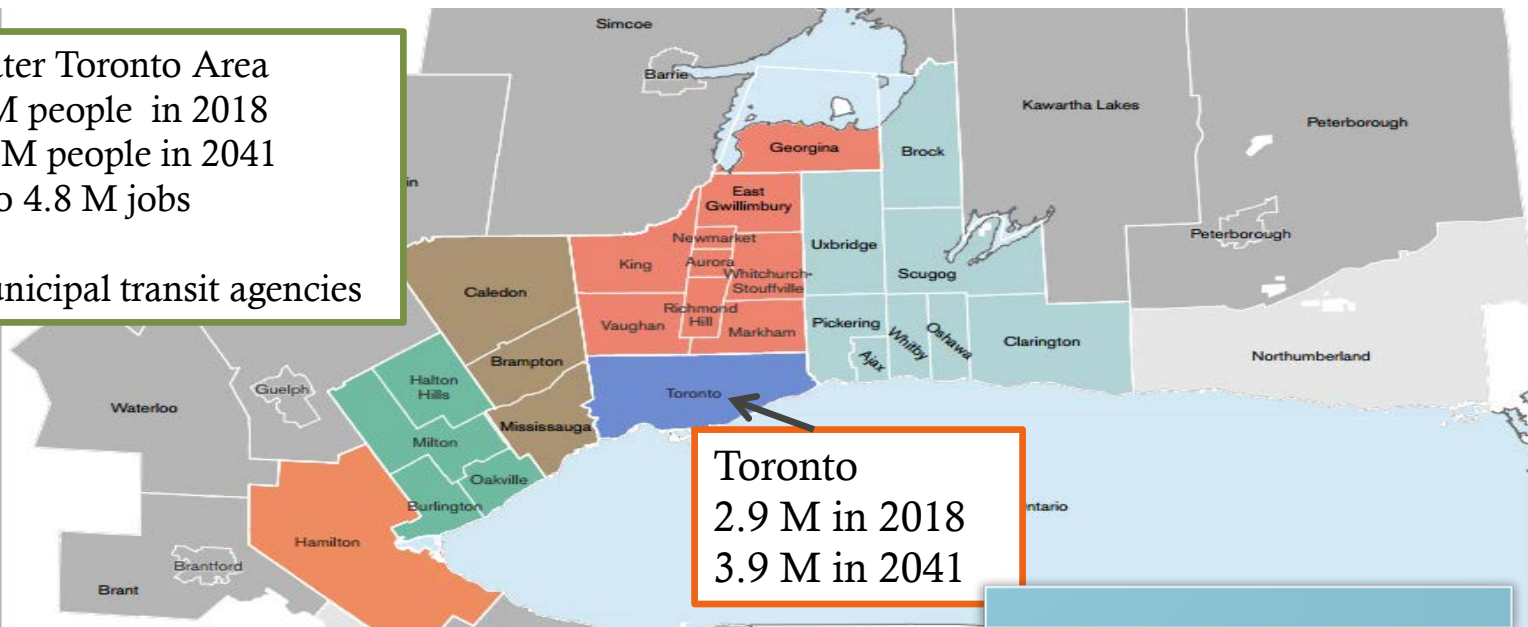 ter Toronto Area
M people in 2018
M people in 2041
o 4.8 M jobs
unicipal transit agencies
Simcoe
Barrie
Kawartha Lakes
Peterborough
Georgina
Brock
in
East
Gwillimbury
Newmarket
Uxbridge
Peterborough
King
Aurora
Whitchurch-
Stouffville
Scugog
Caledon
Richmond
Hill
Vaughan
Markham
Pickering
Ajax
Whitby
Oshawa
Clarington
Northumberland
Brampton
Guelph
Halton
Hills
Toronto
Waterloo
Mississauga
Milton
Oakville
Burlington
Toronto
2.9 M in 2018
3.9 M in 2041
ntario
Hamilton
Brantford
Brant